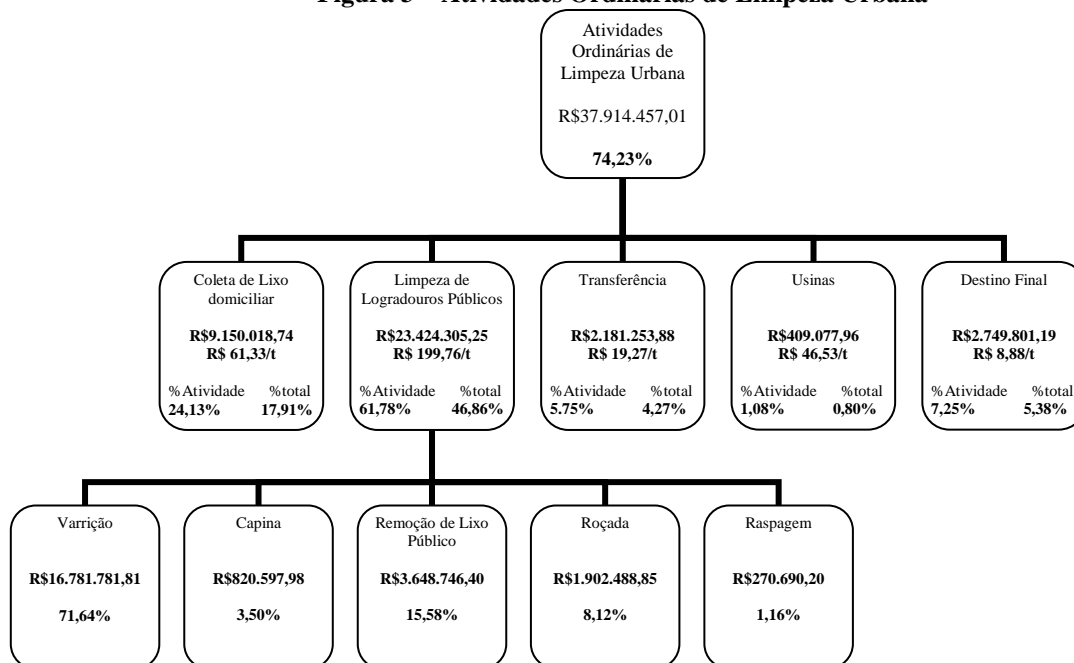 Figura 3 – Atividades Ordinárias de Limpeza Urbana
Atividades
Ordinárias de
Limpeza Urbana
R$37.914.457,01
74,23%
Coleta de Lixo
domiciliar
R$9.150.018,74
R$ 61,33/t
%Atividade %total
24,13% 17,91%
Limpeza de
Logradouros Públicos
R$23.424.305,25
R$ 199,76/t
%Atividade %total
61,78% 46,86%
Transferência
R$2.181.253,88
R$ 19,27/t
%Atividade %total
5.75% 4,27%
Usinas
R$409.077,96
R$ 46,53/t
%Atividade %total
1,08% 0,80%
Destino Final
R$2.749.801,19
R$ 8,88/t
%Atividade %total
7,25% 5,38%
Varrição
R$16.781.781,81
71,64%
Capina
R$820.597,98
3,50%
Remoção de Lixo
Público
R$3.648.746,40
15,58%
Roçada
R$1.902.488,85
8,12%
Raspagem
R$270.690,20
1,16%